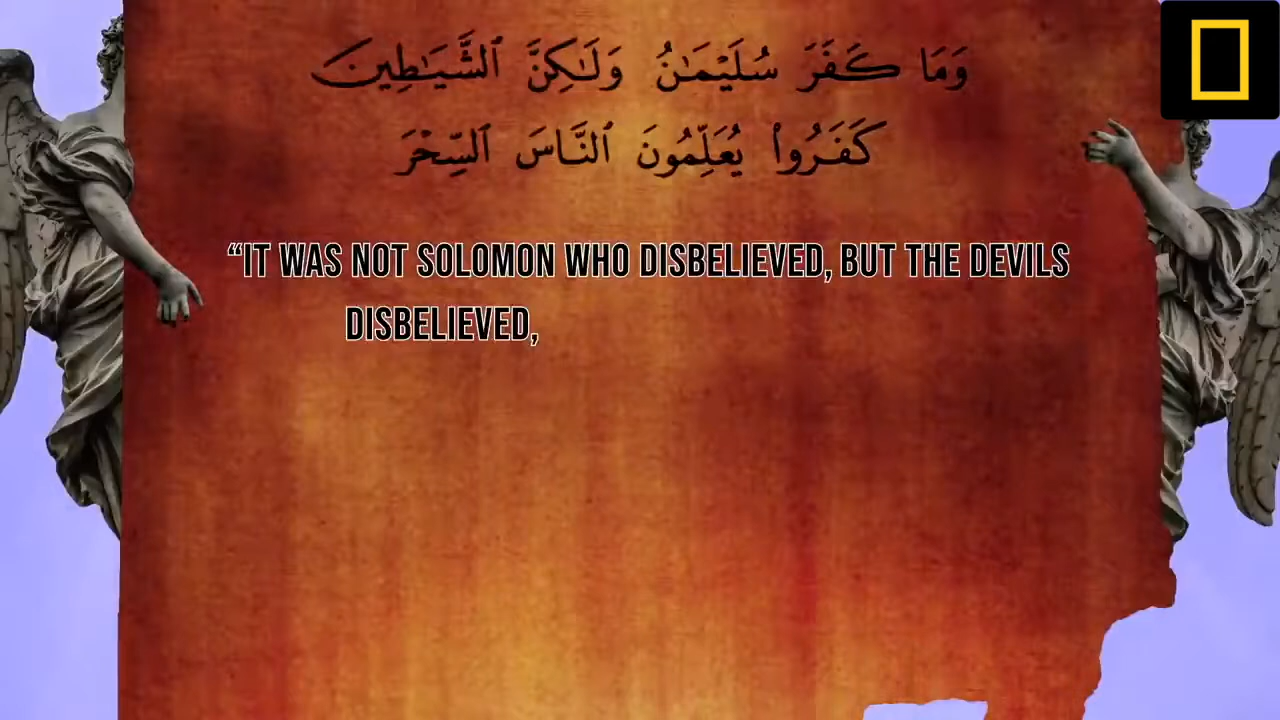 وَمَا كَفَرَ سُلَيْمَـٰنُ وَلَـٰكِنَّ ٱلشَّيَـٰطِينَ
كَفَرُوا۟ يُعَلِّمُونَ ٱلنَّاسَ ٱلسِّحْرَ
“IT WAS NOT SOLOMON WHO DISBELIEVED, BUT THE DEVILS
DISBELIEVED,